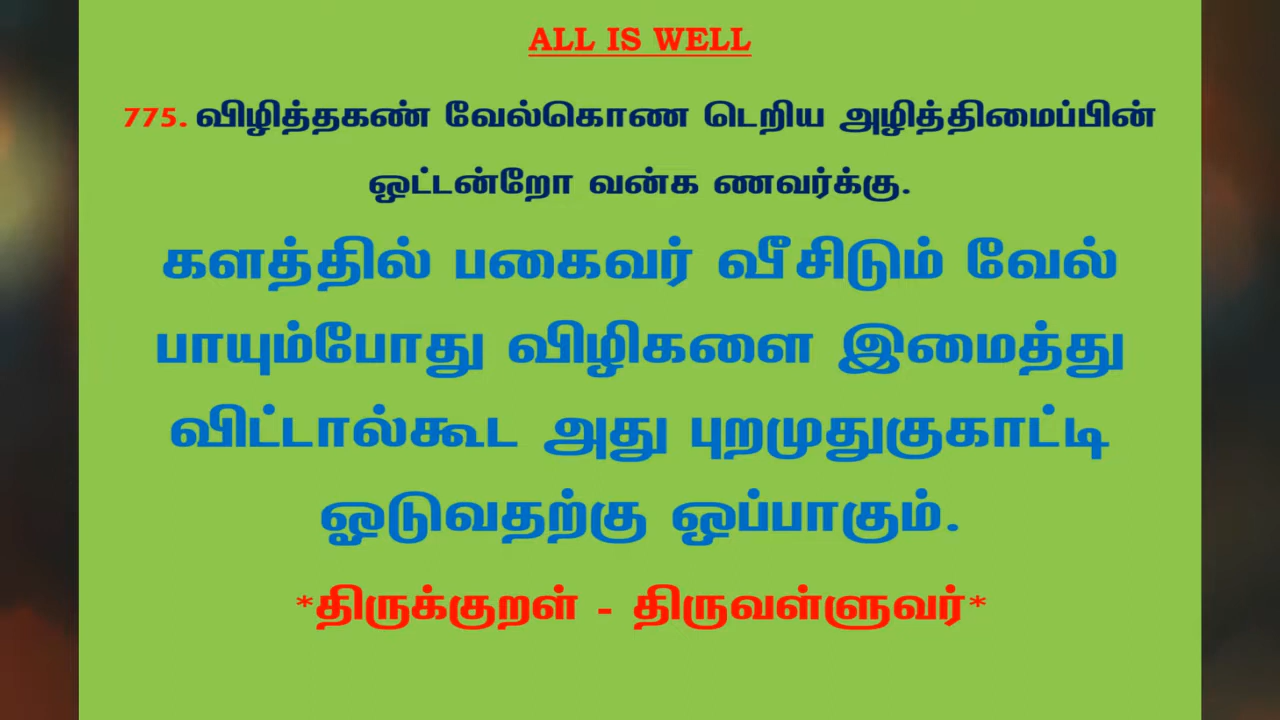 ALL IS WELL
775. விழித்தகண் வேல்கொண டெறிய அழித்திமைப்பின்
ஒட்டன்றோ வன்க ணவர்க்கு.
களத்தில் பகைவர் வீசிடும் வேல்
பாயும்போது விழிகளை இமைத்து
விட்டால்கூட அது புறமுதுகுகாட்டி
ஓடுவதற்கு ஒப்பாகும்.
*திருக்குறள் - திருவள்ளுவர்*